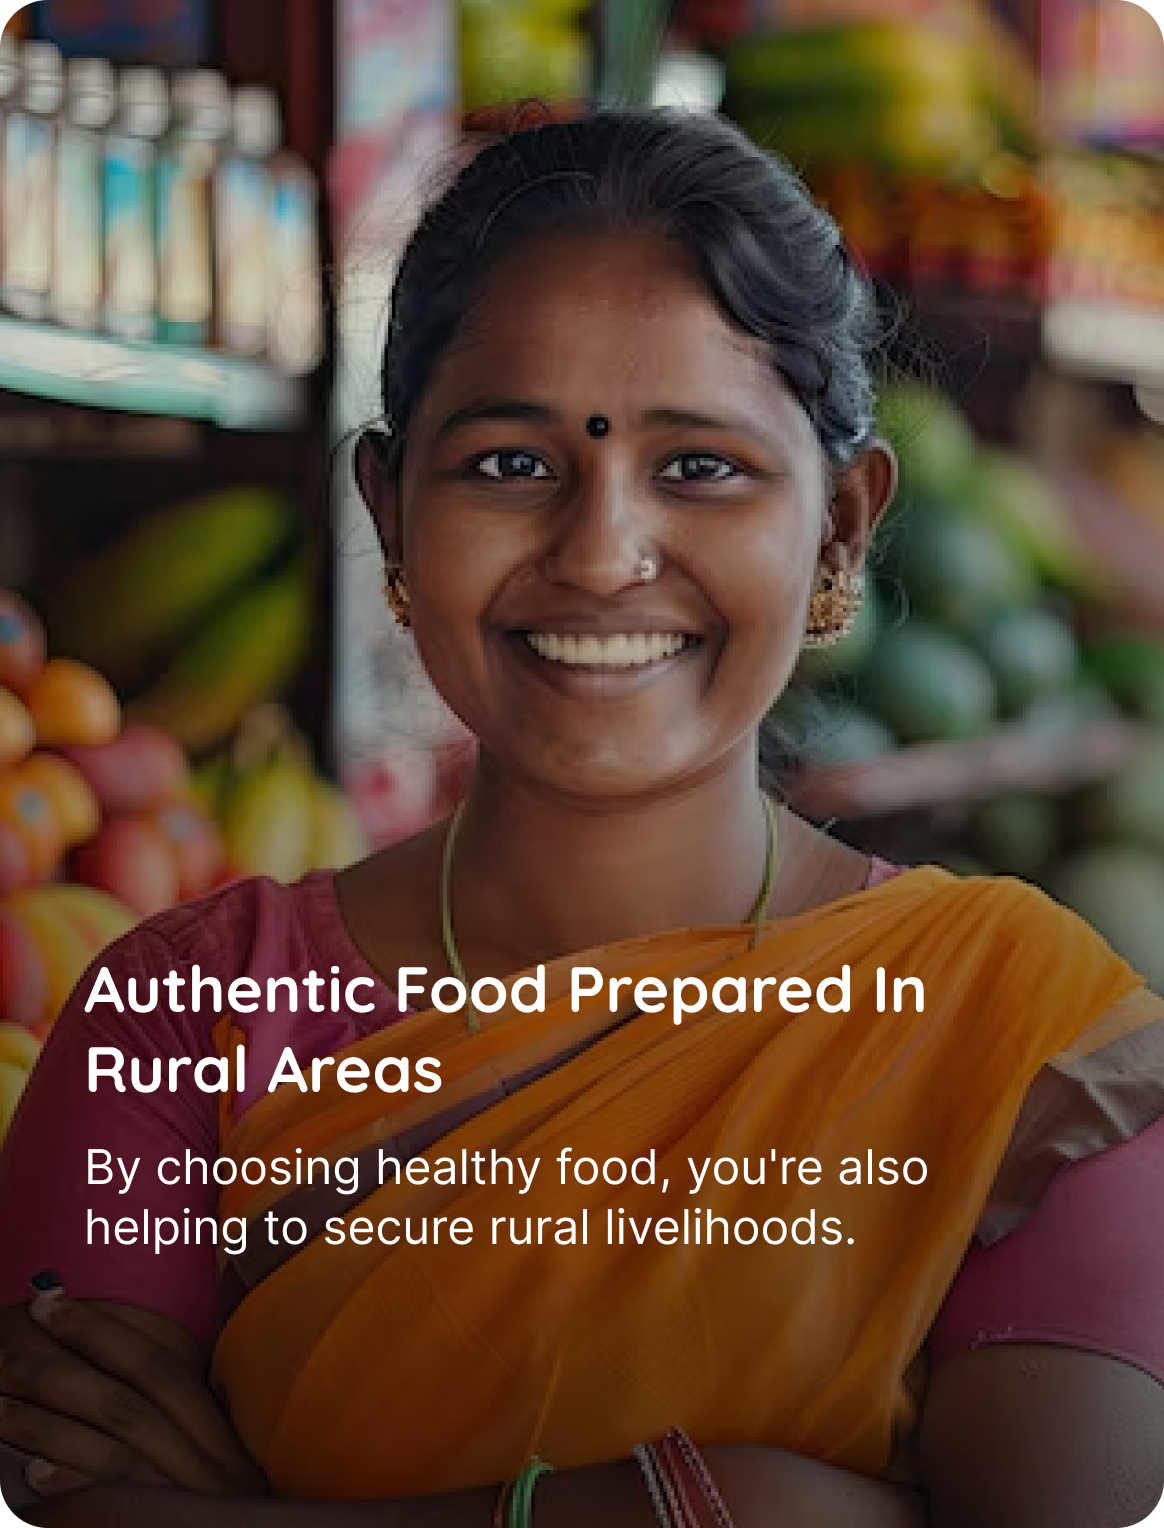 Authentic Food Prepared In
Rural Areas
By choosing healthy food, you're also
helping to secure rural livelihoods.